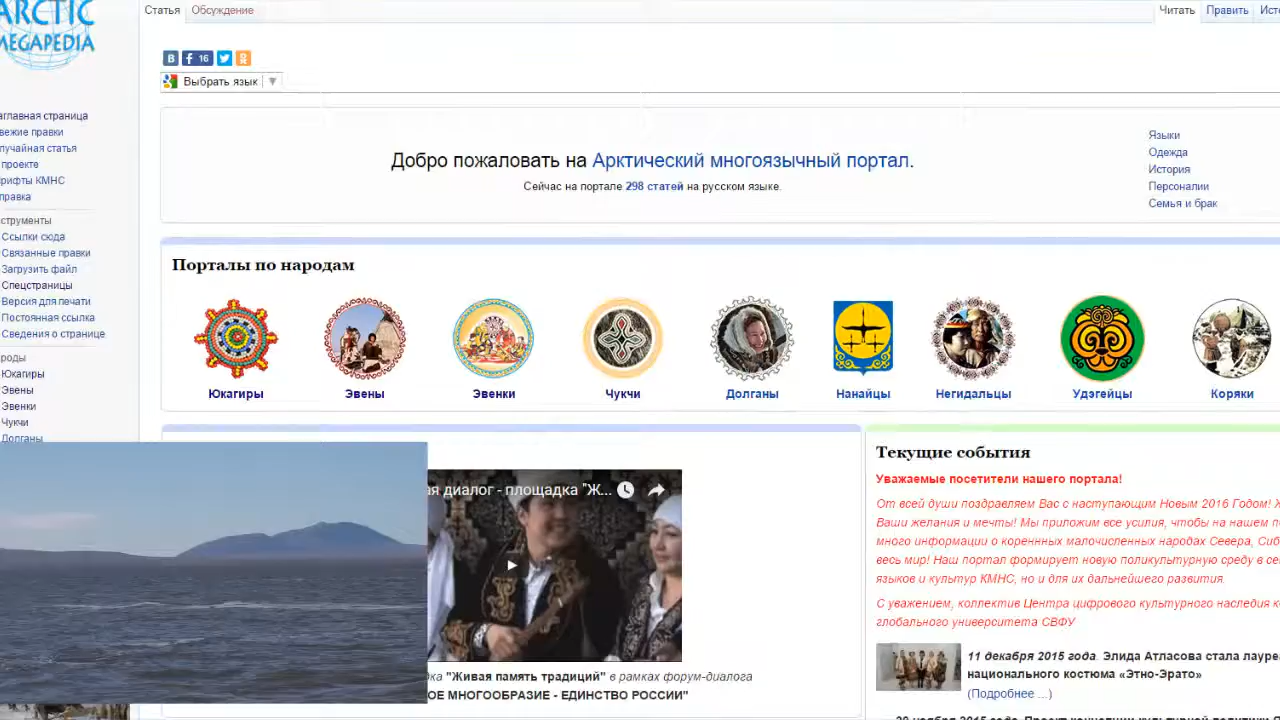 ARCTIC
MEGAPEDIA
Статья
Обсуждение
Читать
Править
16
Выбрать язык
аглавная страница
вежие правки
лучайная статья
проекте
рифты КМНС
правка
струменты
Ссылки сюда
Связанные правки
Загрузить файл
Спецстраницы
Версия для печати
Постоянная ссылка
Сведения о странице
роды
Юкагиры
Эвены
Эвенки
Чукчи
Долганы
Добро пожаловать на Арктический многоязычный портал.
Сейчас на портале 298 статей на русском языке.
Языки
Одежда
История
Персоналии
Семья и брак
Порталы по народам
Юкагиры
Эвены
Эвенки
Чукчи
Долганы
Нанайцы
Негидальцы
Удэгейцы
Коряки
ая диалог - площадка "Ж...
дка "Живая память традиций" в рамках форум-диалога
ОЕ МНОГООБРАЗИЕ - ЕДИНСТВО РОССИИ"
Текущие события
Уважаемые посетители нашего портала!
От всей души поздравляем Вас с наступающим Новым 2016 Годом!
Ваши желания и мечты! Мы приложим все усилия, чтобы на нашем
много информации о коренных малочисленных народах Севера,
весь мир! Наш портал формирует новую поликультурную среду в
языков и культур КМНС, но и для их дальнейшего развития.
С уважением, коллектив Центра цифрового культурного наследия
глобального университета СВФУ
11 декабря 2015 года. Элида Атласова стала
национального костюма «Этно-Эрато»
(Подробнее ...)